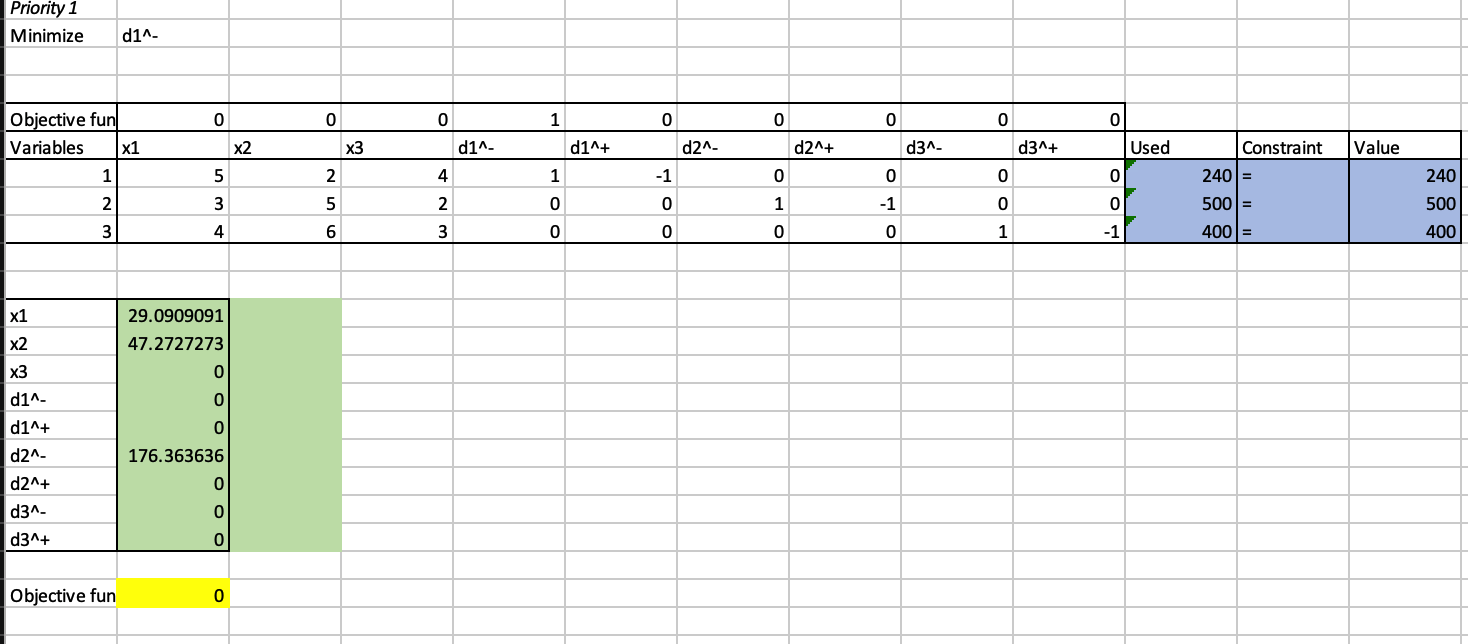 Priority 1
Minimize d1^-
Objective fun 0 0 0 1 0 0 0 0 0
Variables x1 x2 x3 d1^- d1^+ d2^- d2^+ d3^- d3^+ Used Constraint Value
1 5 2 4 1 -1 0 0 0 0 240 = 240
2 3 5 2 0 0 1 -1 0 0 500 = 500
3 4 6 3 0 0 0 0 1 -1 400 = 400
x1 29.0909091
x2 47.2727273
x3 0
d1^- 0
d1^+ 0
d2^- 176.363636
d2^+ 0
d3^- 0
d3^+ 0
Objective fun 0